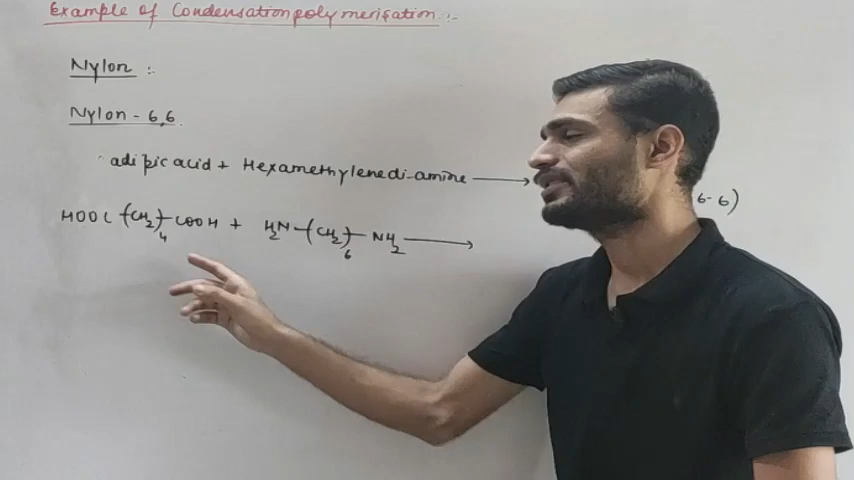 Example of Condensation polymerisation :-
Nylon :
Nylon - 6,6.
adipic acid + Hexamethylenedi-amine ⟶ 6-6)
HOOC-(CH₂)₄-COOH + H₂N-(CH₂)₆-NH₂ ⟶